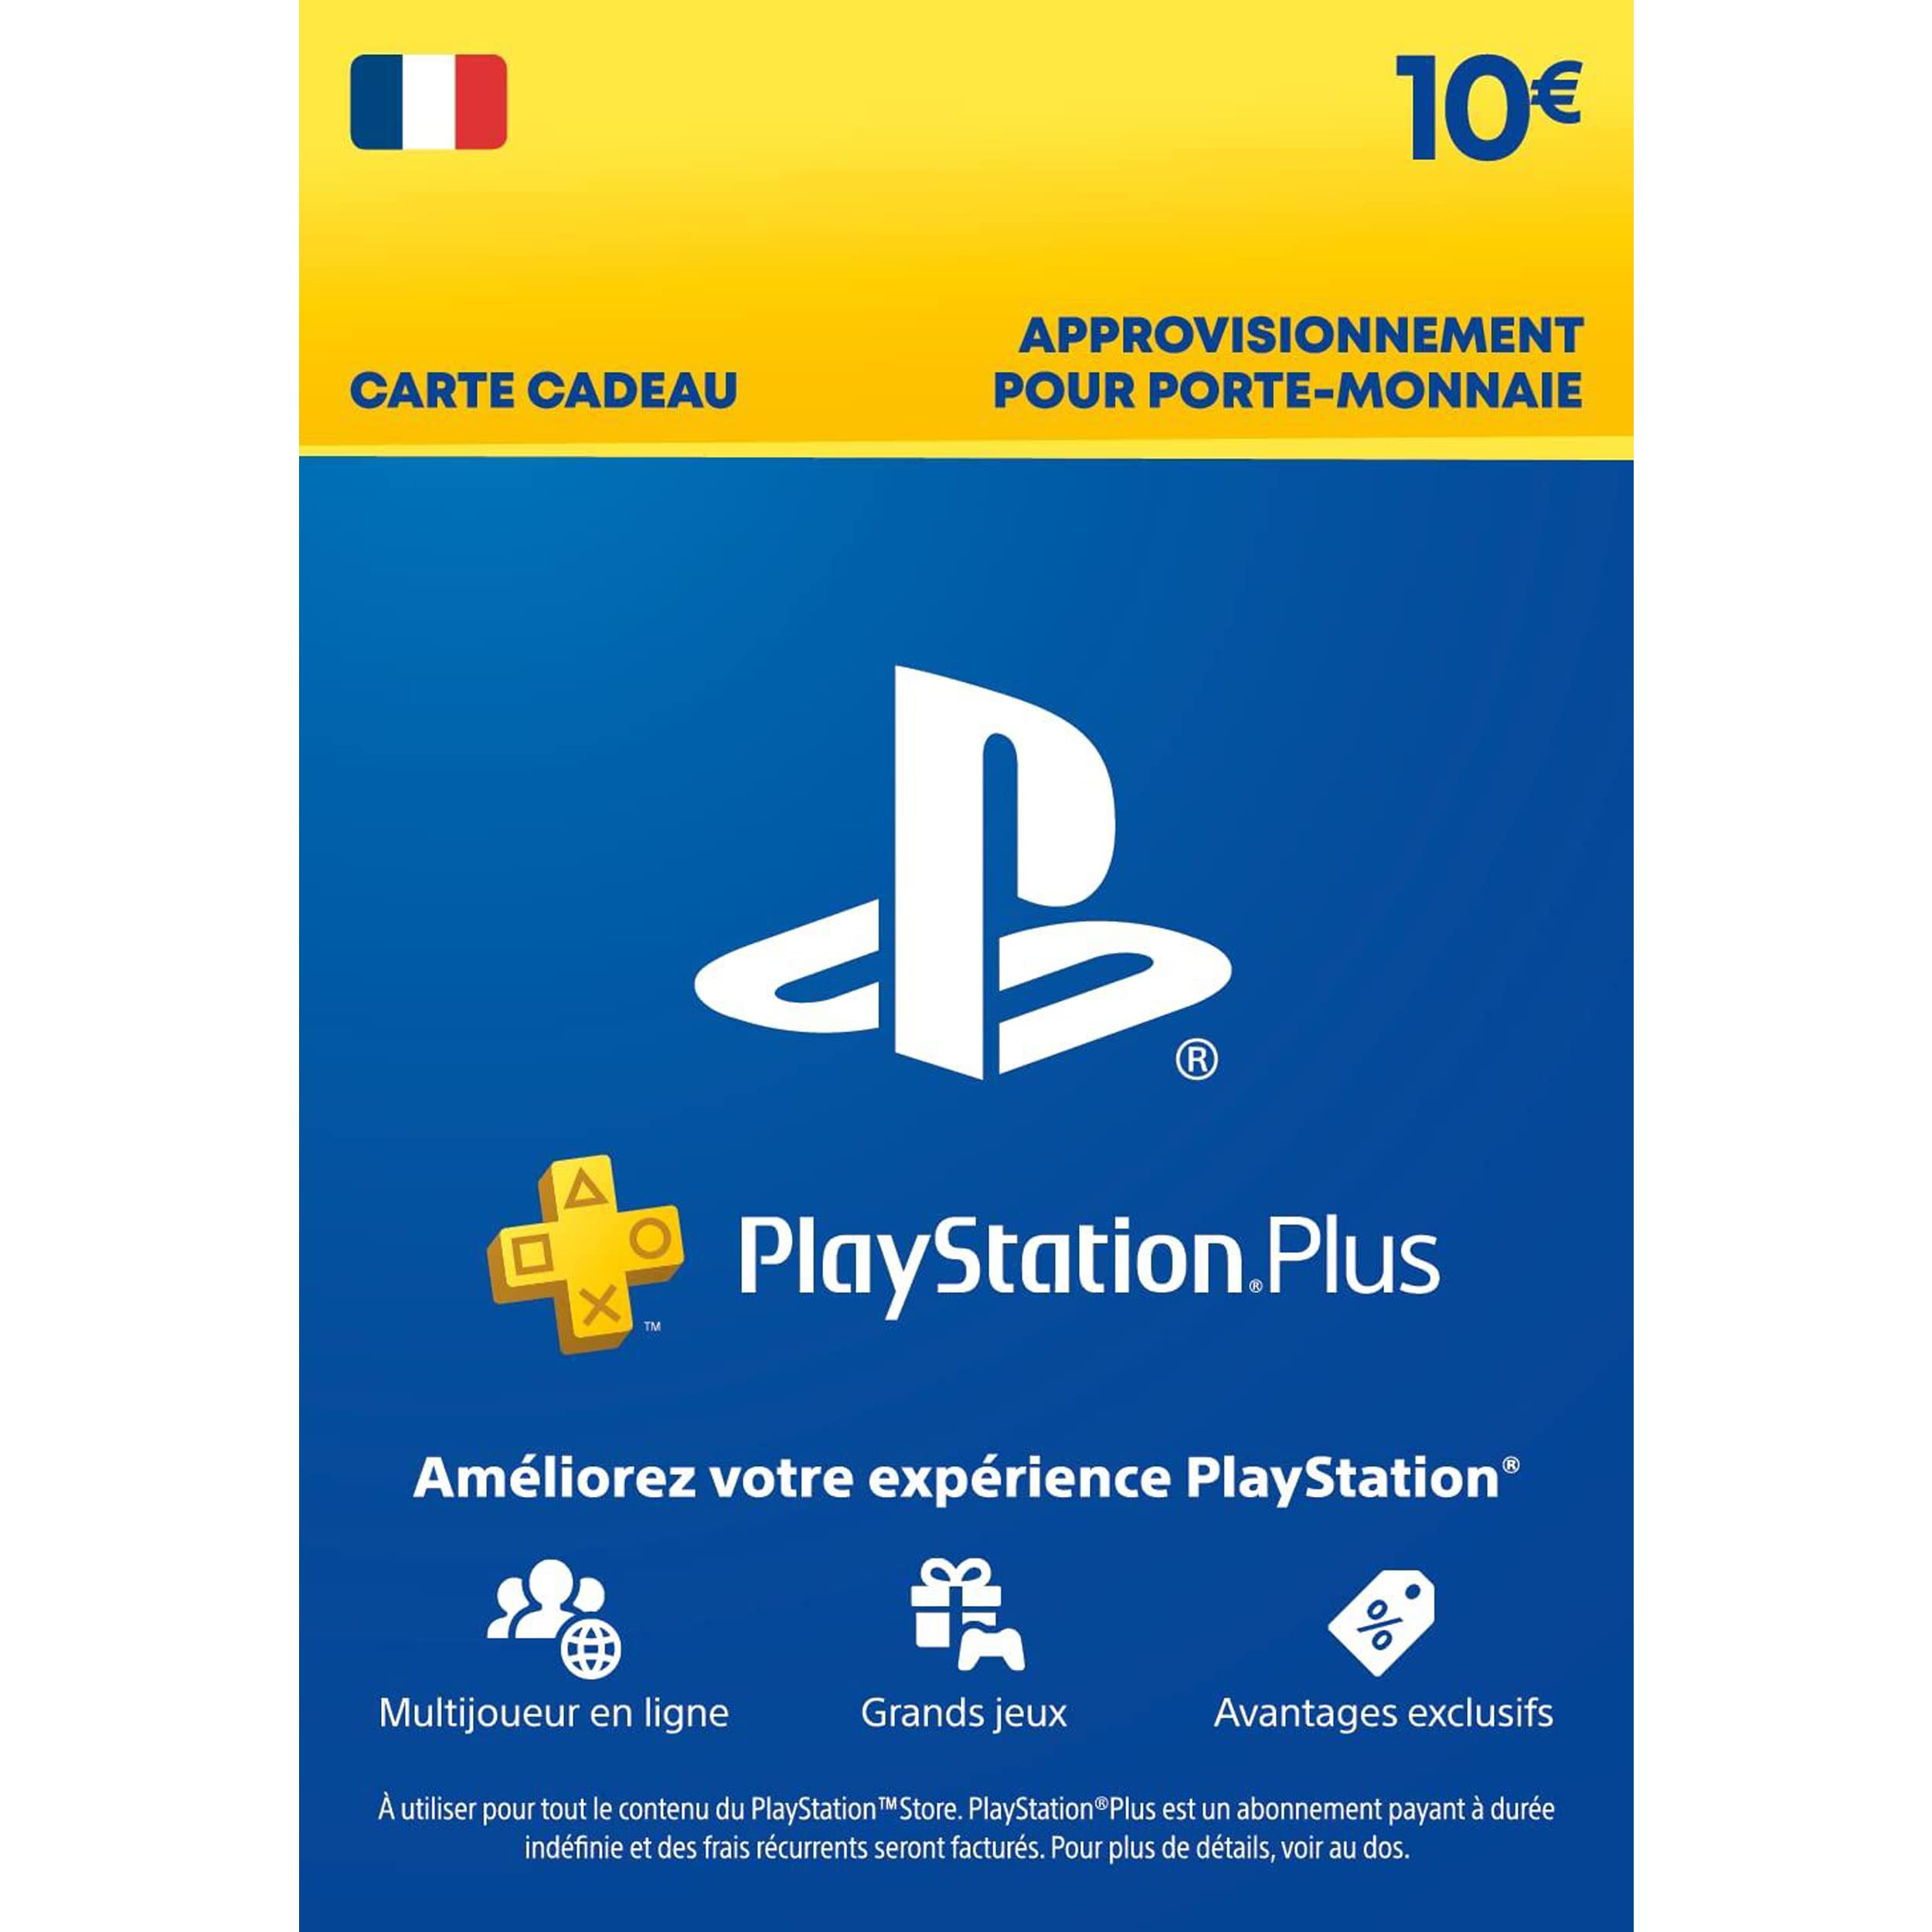 10€
CARTE CADEAU
APPROVISIONNEMENT
POUR PORTE-MONNAIE
®
PlayStation®Plus
™
Améliorez votre expérience PlayStation®
Multijoueur en ligne
Grands jeux
Avantages exclusifs
À utiliser pour tout le contenu du PlayStation™Store. PlayStation®Plus est un abonnement payant à durée
indéfinie et des frais récurrents seront facturés. Pour plus de détails, voir au dos.